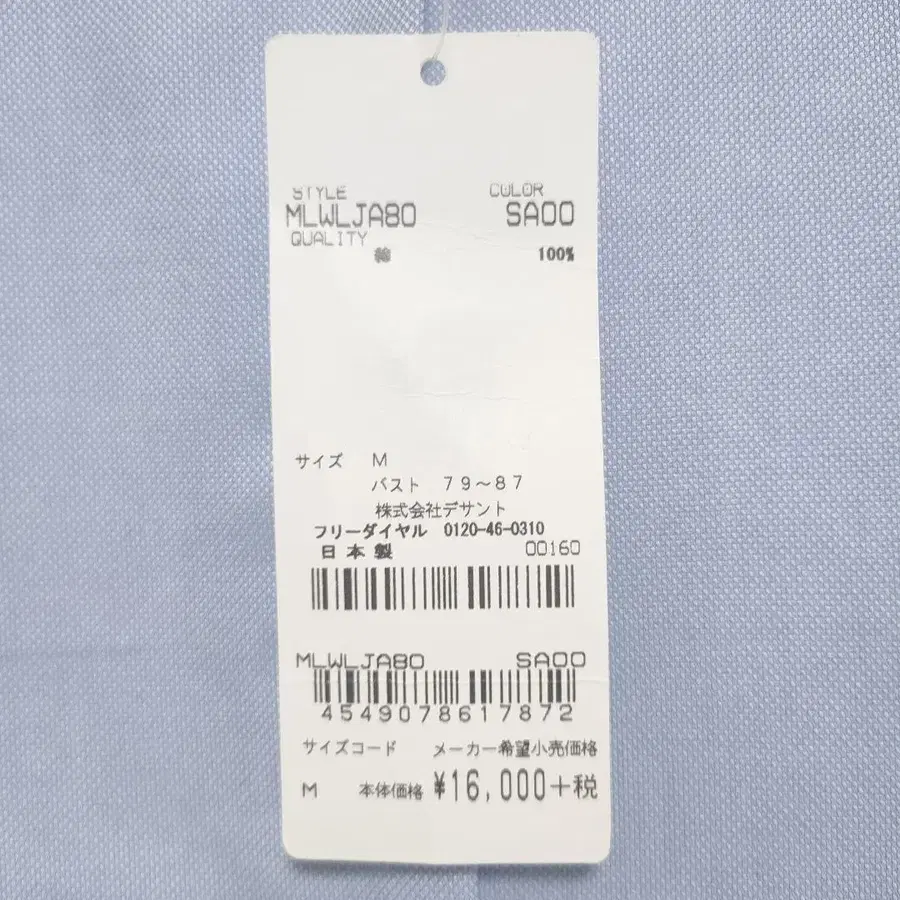 STYLE COLOR
MLWLJA80 SA00
QUALITY
綿 100%
サイズ M
バスト 79～87
株式会社デサント
フリーダイヤル 0120-46-0310
日本製 00160
MLWLJA80 SA00
4549078617872
サイズコード メーカー希望小売価格
M 本体価格 ¥16,000+税